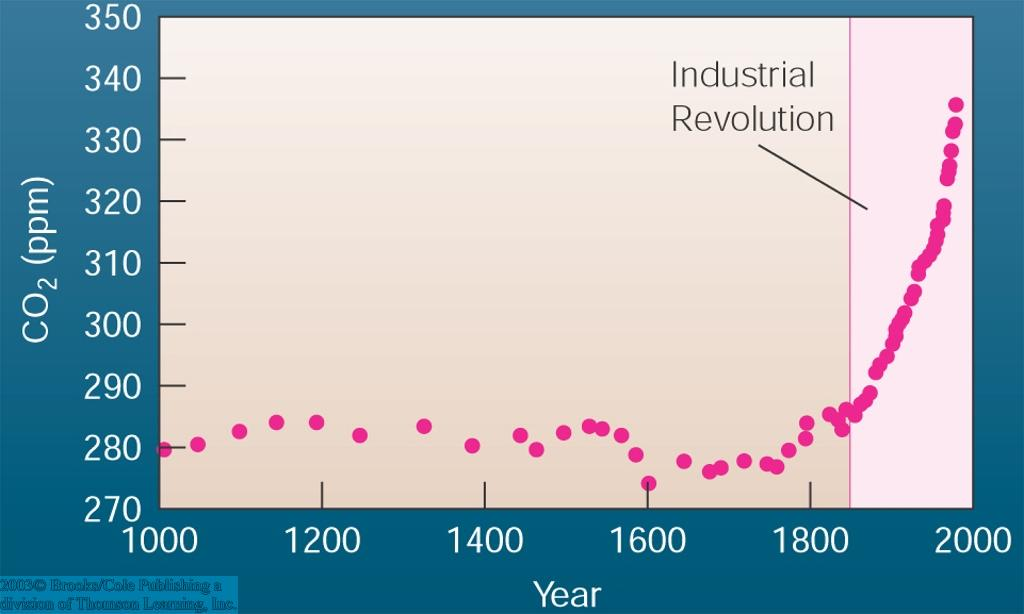 350
340
330
320
310
300
290
280
270
CO₂ (ppm)
Industrial
Revolution
1000 1200 1400 1600 1800 2000
Year
2003© Brooks/Cole Publishing a
division of Thomson Learning, Inc.